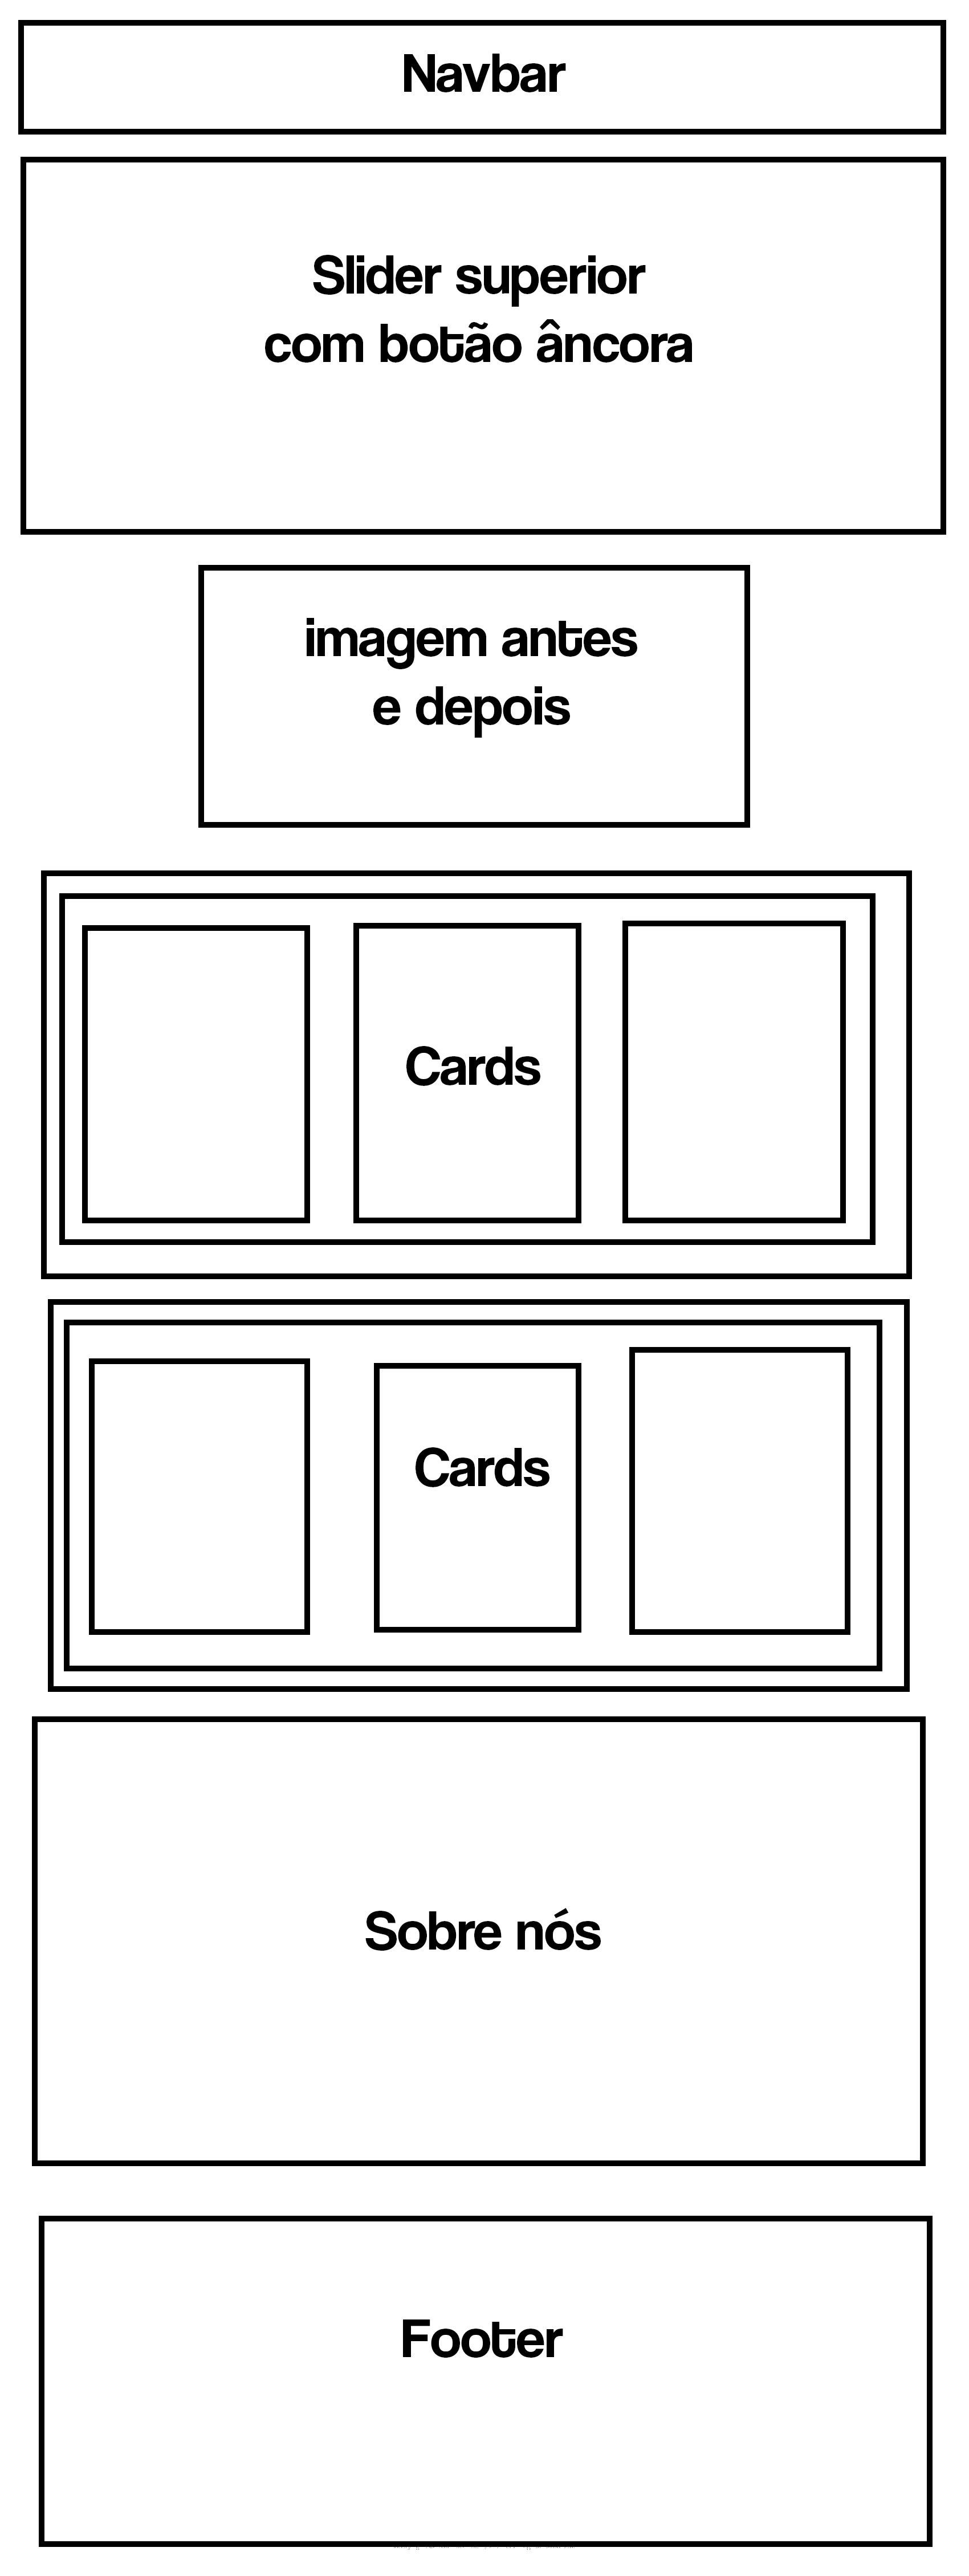 Navbar
Slider superior
com botão âncora
imagem antes
e depois
Cards
Cards
Sobre nós
Footer